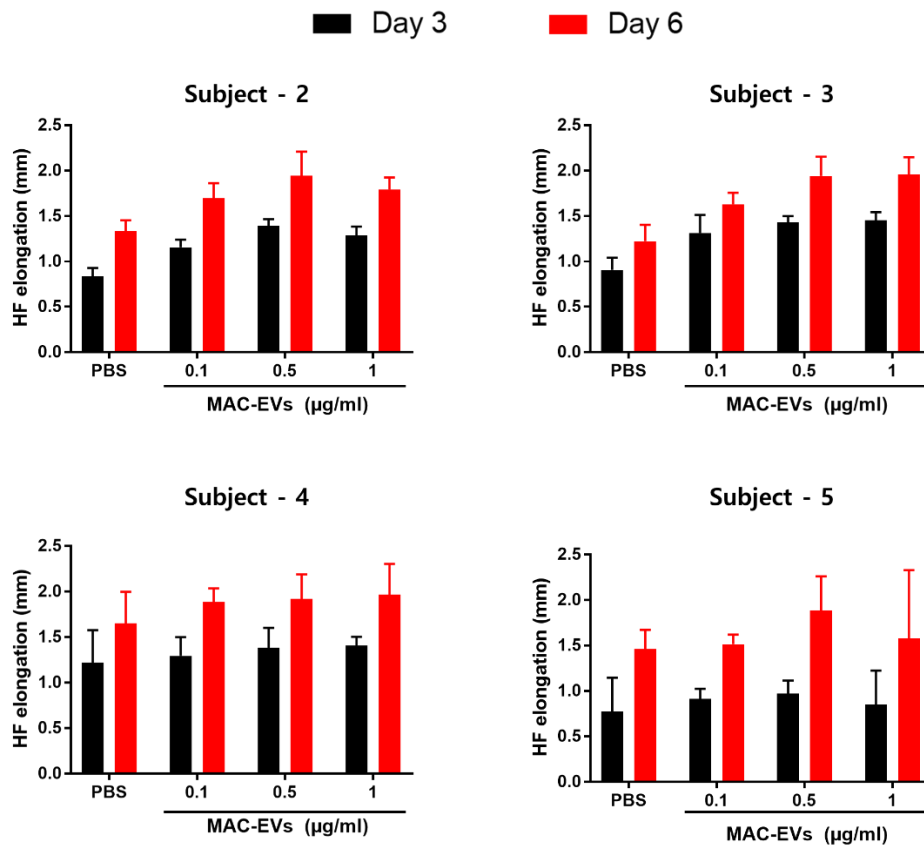 Day 3 Day 6
Subject - 2
HF elongation (mm)
2.5
2.0
1.5
1.0
0.5
0.0
PBS 0.1 0.5 1
MAC-EVs (µg/ml)
Subject - 3
HF elongation (mm)
2.5
2.0
1.5
1.0
0.5
0.0
PBS 0.1 0.5 1
MAC-EVs (µg/ml)
Subject - 4
HF elongation (mm)
2.5
2.0
1.5
1.0
0.5
0.0
PBS 0.1 0.5 1
MAC-EVs (µg/ml)
Subject - 5
HF elongation (mm)
2.5
2.0
1.5
1.0
0.5
0.0
PBS 0.1 0.5 1
MAC-EVs (µg/ml)